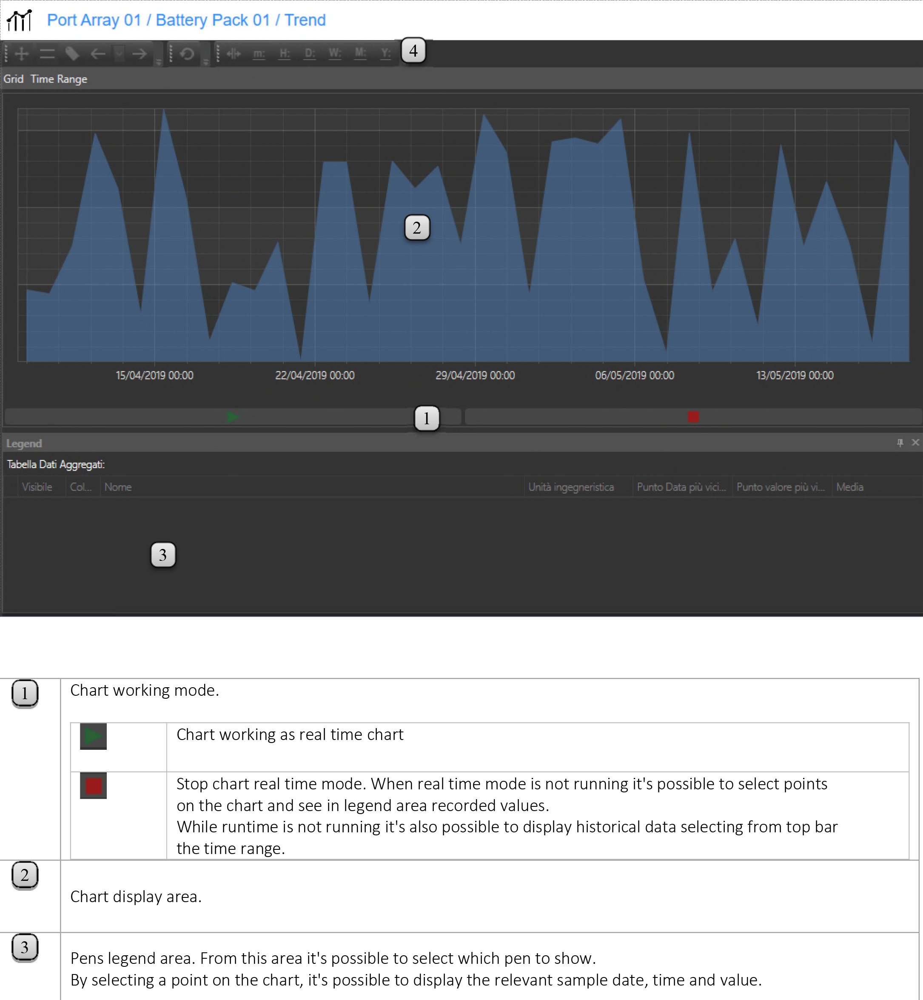 Port Array 01 / Battery Pack 01 / Trend
m: H: D: W: M: Y: 4
Grid Time Range
2
15/04/2019 00:00 22/04/2019 00:00 29/04/2019 00:00 06/05/2019 00:00 13/05/2019 00:00
1
Legend
Tabella Dati Aggregati:
Visibile Col... Nome Unità ingegneristica Punto Data più vici... Punto valore più vi... Media
3
1 Chart working mode.
Chart working as real time chart
Stop chart real time mode. When real time mode is not running it's possible to select points
on the chart and see in legend area recorded values.
While runtime is not running it's also possible to display historical data selecting from top bar
the time range.
2
Chart display area.
3
Pens legend area. From this area it's possible to select which pen to show.
By selecting a point on the chart, it's possible to display the relevant sample date, time and value.